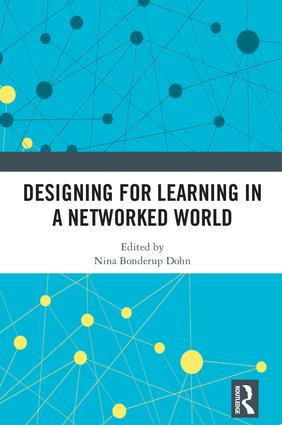 DESIGNING FOR LEARNING IN
A NETWORKED WORLD
Edited by
Nina Bonderup Dohn
ROUTLEDGE